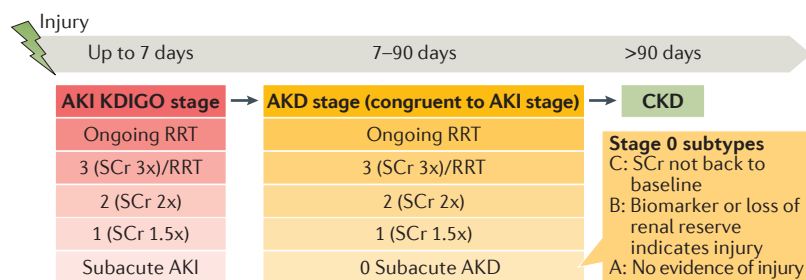 Injury
Up to 7 days
7–90 days
>90 days
AKI KDIGO stage
AKD stage (congruent to AKI stage)
CKD
Ongoing RRT
Ongoing RRT
3 (SCr 3x)/RRT
3 (SCr 3x)/RRT
2 (SCr 2x)
2 (SCr 2x)
1 (SCr 1.5x)
1 (SCr 1.5x)
Subacute AKI
0 Subacute AKD
Stage 0 subtypes
C: SCr not back to
baseline
B: Biomarker or loss of
renal reserve
indicates injury
A: No evidence of injury